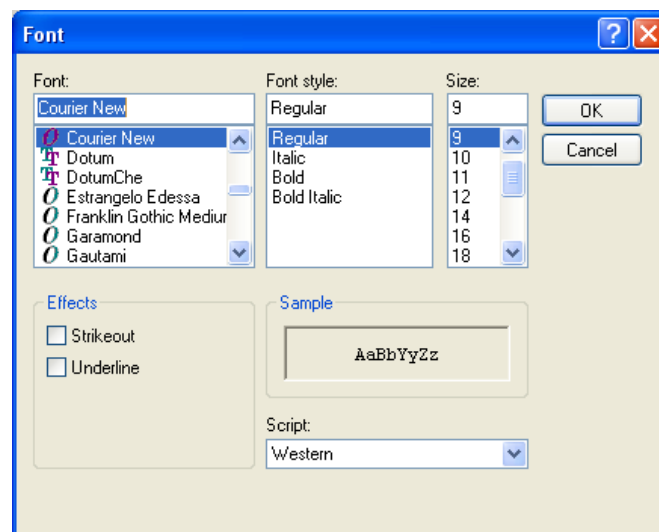 Font
Font: Font style: Size:
Courier New Regular 9 OK
Courier New Regular 9 Cancel
Dotum Italic 10
DotumChe Bold 11
Estrangelo Edessa Bold Italic 12
Franklin Gothic Mediur 14
Garamond 16
Gautami 18
Effects Sample
Strikeout
Underline
AaBbYyZz
Script:
Western